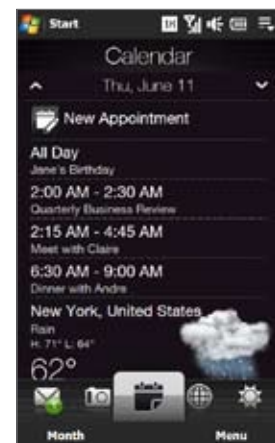 Start
Calendar
Thu, June 11
New Appointment
All Day
Jane's Birthday
2:00 AM - 2:30 AM
Quarterly Business Review
2:15 AM - 4:45 AM
Meet with Claire
6:30 AM - 9:00 AM
Dinner with Andre
New York, United States
Rain
H: 71° L: 64°
62°
Month
Menu